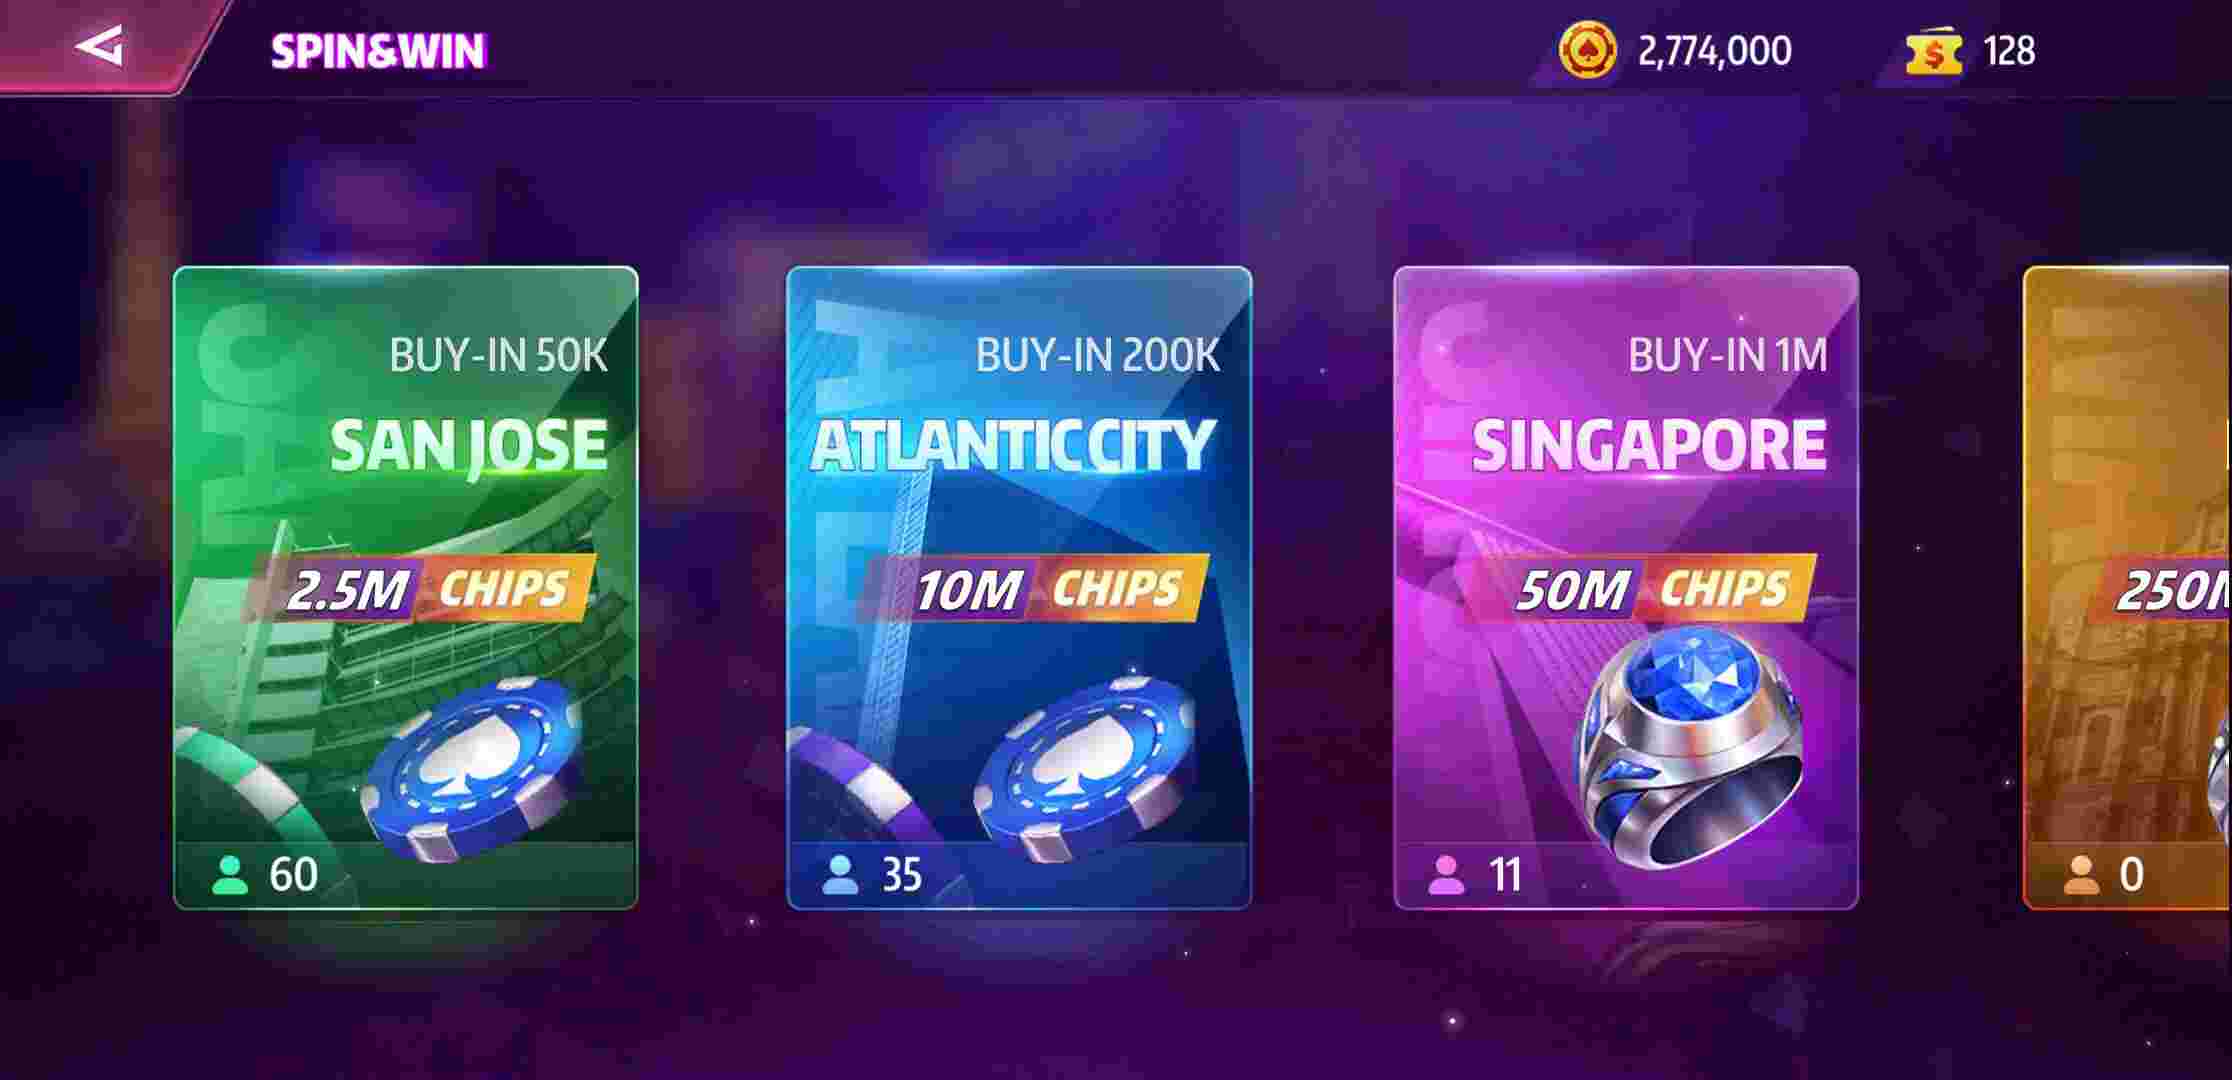 SPIN&WIN
2,774,000
128
BUY-IN 50K
SAN JOSE
2.5M CHIPS
60
BUY-IN 200K
ATLANTIC CITY
10M CHIPS
35
BUY-IN 1M
SINGAPORE
50M CHIPS
11
250M
0